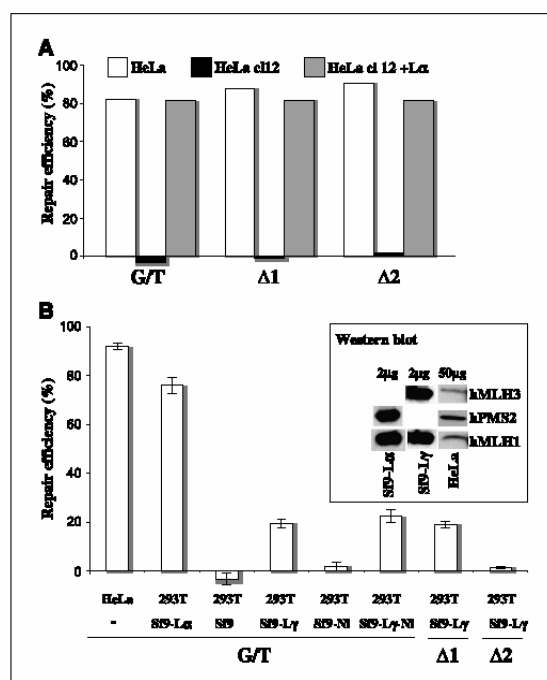 A
HeLa HeLa cl12 HeLa cl 12 +Lα
Repair efficiency (%)
100
80
60
40
20
0
G/T Δ1 Δ2
B
Repair efficiency (%)
100
80
60
40
20
0
Western blot
2μg 2μg 50μg
hMLH3
hPMS2
hMLH1
Sf9-Lα Sf9-Lγ HeLa
HeLa 293T 293T 293T 293T 293T 293T 293T
- Sf9-Lα Sf9 Sf9-Lγ Sf9-Ni Sf9-Lγ-Ni Sf9-Lγ Sf9-Lγ
G/T Δ1 Δ2